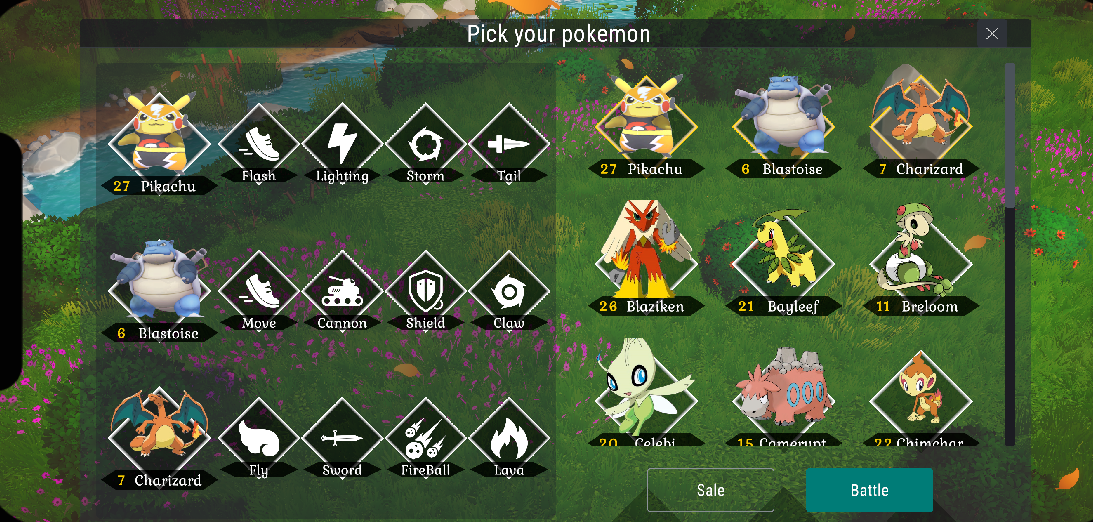 Pick your pokemon
27 Pikachu
Flash
Lighting
Storm
Tail
6 Blastoise
Move
Cannon
Shield
Claw
7 Charizard
Fly
Sword
FireBall
Lava
27 Pikachu
6 Blastoise
7 Charizard
26 Blaziken
21 Bayleef
11 Breloom
20 Celebi
15 Camerupt
22 Chimchar
Sale
Battle